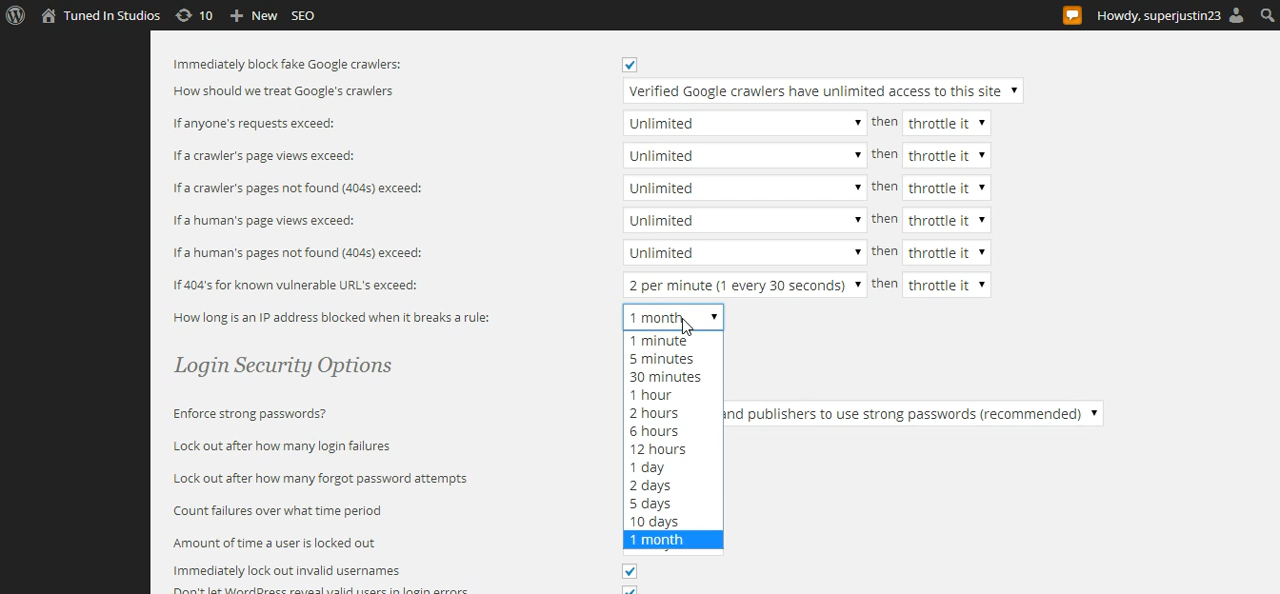 Tuned In Studios 10 New SEO Howdy, superjustin23
Immediately block fake Google crawlers:
How should we treat Google's crawlers Verified Google crawlers have unlimited access to this site
If anyone's requests exceed: Unlimited then throttle it
If a crawler's page views exceed: Unlimited then throttle it
If a crawler's pages not found (404s) exceed: Unlimited then throttle it
If a human's page views exceed: Unlimited then throttle it
If a human's pages not found (404s) exceed: Unlimited then throttle it
If 404's for known vulnerable URL's exceed: 2 per minute (1 every 30 seconds) then throttle it
How long is an IP address blocked when it breaks a rule: 1 month
1 minute
5 minutes
30 minutes
1 hour
2 hours
6 hours
12 hours
1 day
2 days
5 days
10 days
1 month
Login Security Options
Enforce strong passwords? and publishers to use strong passwords (recommended)
Lock out after how many login failures
Lock out after how many forgot password attempts
Count failures over what time period
Amount of time a user is locked out
Immediately lock out invalid usernames
Don't let WordPress reveal valid users in login errors